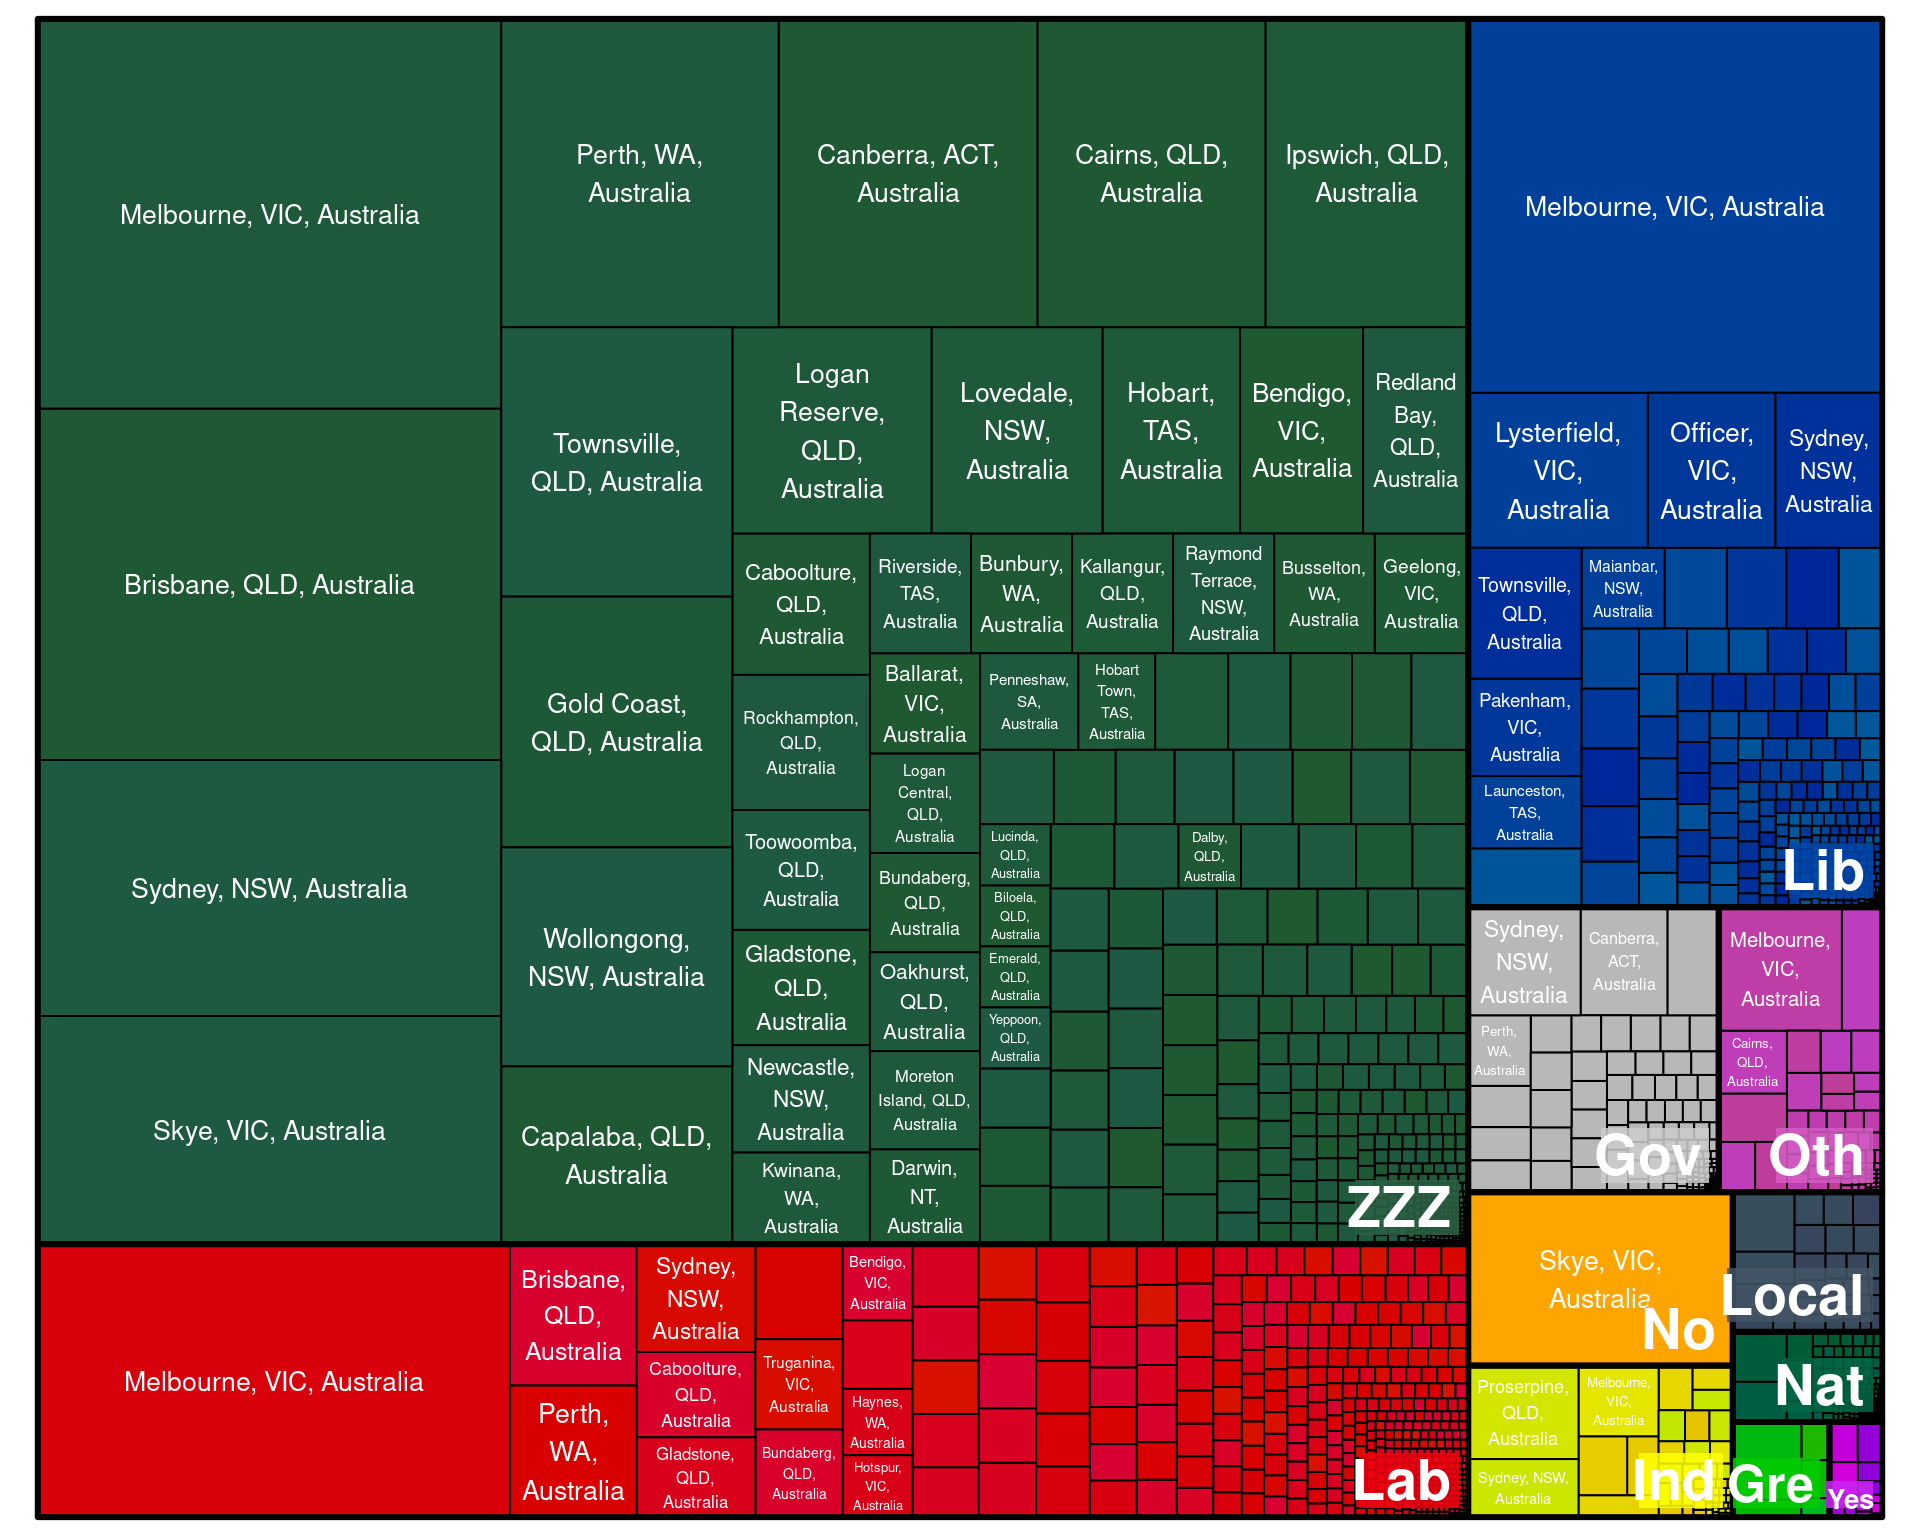 Melbourne, VIC, Australia
Brisbane, QLD, Australia
Sydney, NSW, Australia
Skye, VIC, Australia
Perth, WA,
Australia
Canberra, ACT,
Australia
Cairns, QLD,
Australia
Ipswich, QLD,
Australia
Townsville,
QLD, Australia
Gold Coast,
QLD, Australia
Wollongong,
NSW, Australia
Capalaba, QLD,
Australia
Logan
Reserve,
QLD,
Australia
Lovedale,
NSW,
Australia
Hobart,
TAS,
Australia
Bendigo,
VIC,
Australia
Redland
Bay,
QLD,
Australia
Caboolture,
QLD,
Australia
Rockhampton,
QLD,
Australia
Toowoomba,
QLD,
Australia
Gladstone,
QLD,
Australia
Newcastle,
NSW,
Australia
Kwinana,
WA,
Australia
Riverside,
TAS,
Australia
Bunbury,
WA,
Australia
Kallangur,
QLD,
Australia
Raymond
Terrace,
NSW,
Australia
Busselton,
WA,
Australia
Geelong,
VIC,
Australia
Ballarat,
VIC,
Australia
Logan
Central,
QLD,
Australia
Bundaberg,
QLD,
Australia
Oakhurst,
QLD,
Australia
Moreton
Island, QLD,
Australia
Darwin,
NT,
Australia
Penneshaw,
SA,
Australia
Hobart
Town,
TAS,
Australia
Lucinda,
QLD,
Australia
Biloela,
QLD,
Australia
Emerald,
QLD,
Australia
Yeppoon,
QLD,
Australia
Dalby,
QLD,
Australia
ZZZ
Melbourne, VIC, Australia
Brisbane,
QLD,
Australia
Perth,
WA,
Australia
Sydney,
NSW,
Australia
Caboolture,
QLD,
Australia
Gladstone,
QLD,
Australia
Truganina,
VIC,
Australia
Bundaberg,
QLD,
Australia
Bendigo,
VIC,
Australia
Haynes,
WA,
Australia
Hotspur,
VIC,
Australia
Lab
Melbourne, VIC, Australia
Lysterfield,
VIC,
Australia
Officer,
VIC,
Australia
Sydney,
NSW,
Australia
Townsville,
QLD,
Australia
Pakenham,
VIC,
Australia
Launceston,
TAS,
Australia
Maianbar,
NSW,
Australia
Lib
Sydney,
NSW,
Australia
Canberra,
ACT,
Australia
Perth,
WA,
Australia
Gov
Melbourne,
VIC,
Australia
Cairns,
QLD,
Australia
Oth
Skye, VIC,
Australia
No
Local
Nat
Proserpine,
QLD,
Australia
Sydney, NSW,
Australia
Melbourne,
VIC,
Australia
Ind
Gre
Yes